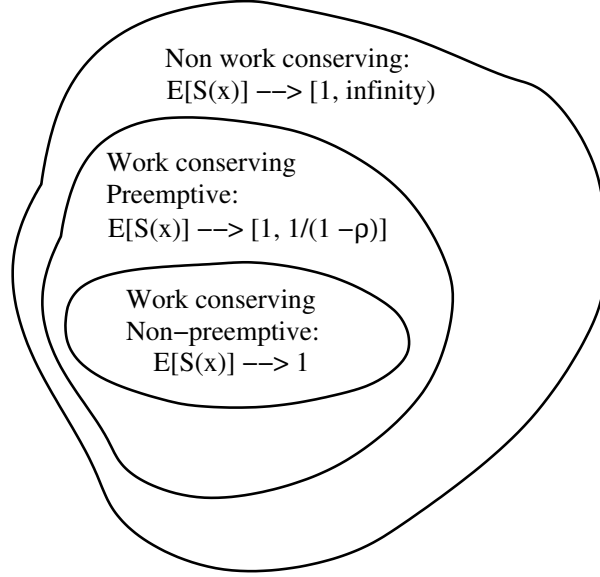 Non work conserving:
E[S(x)] −−> [1, infinity)
Work conserving
Preemptive:
E[S(x)] −−> [1, 1/(1 −ρ)]
Work conserving
Non−preemptive:
E[S(x)] −−> 1